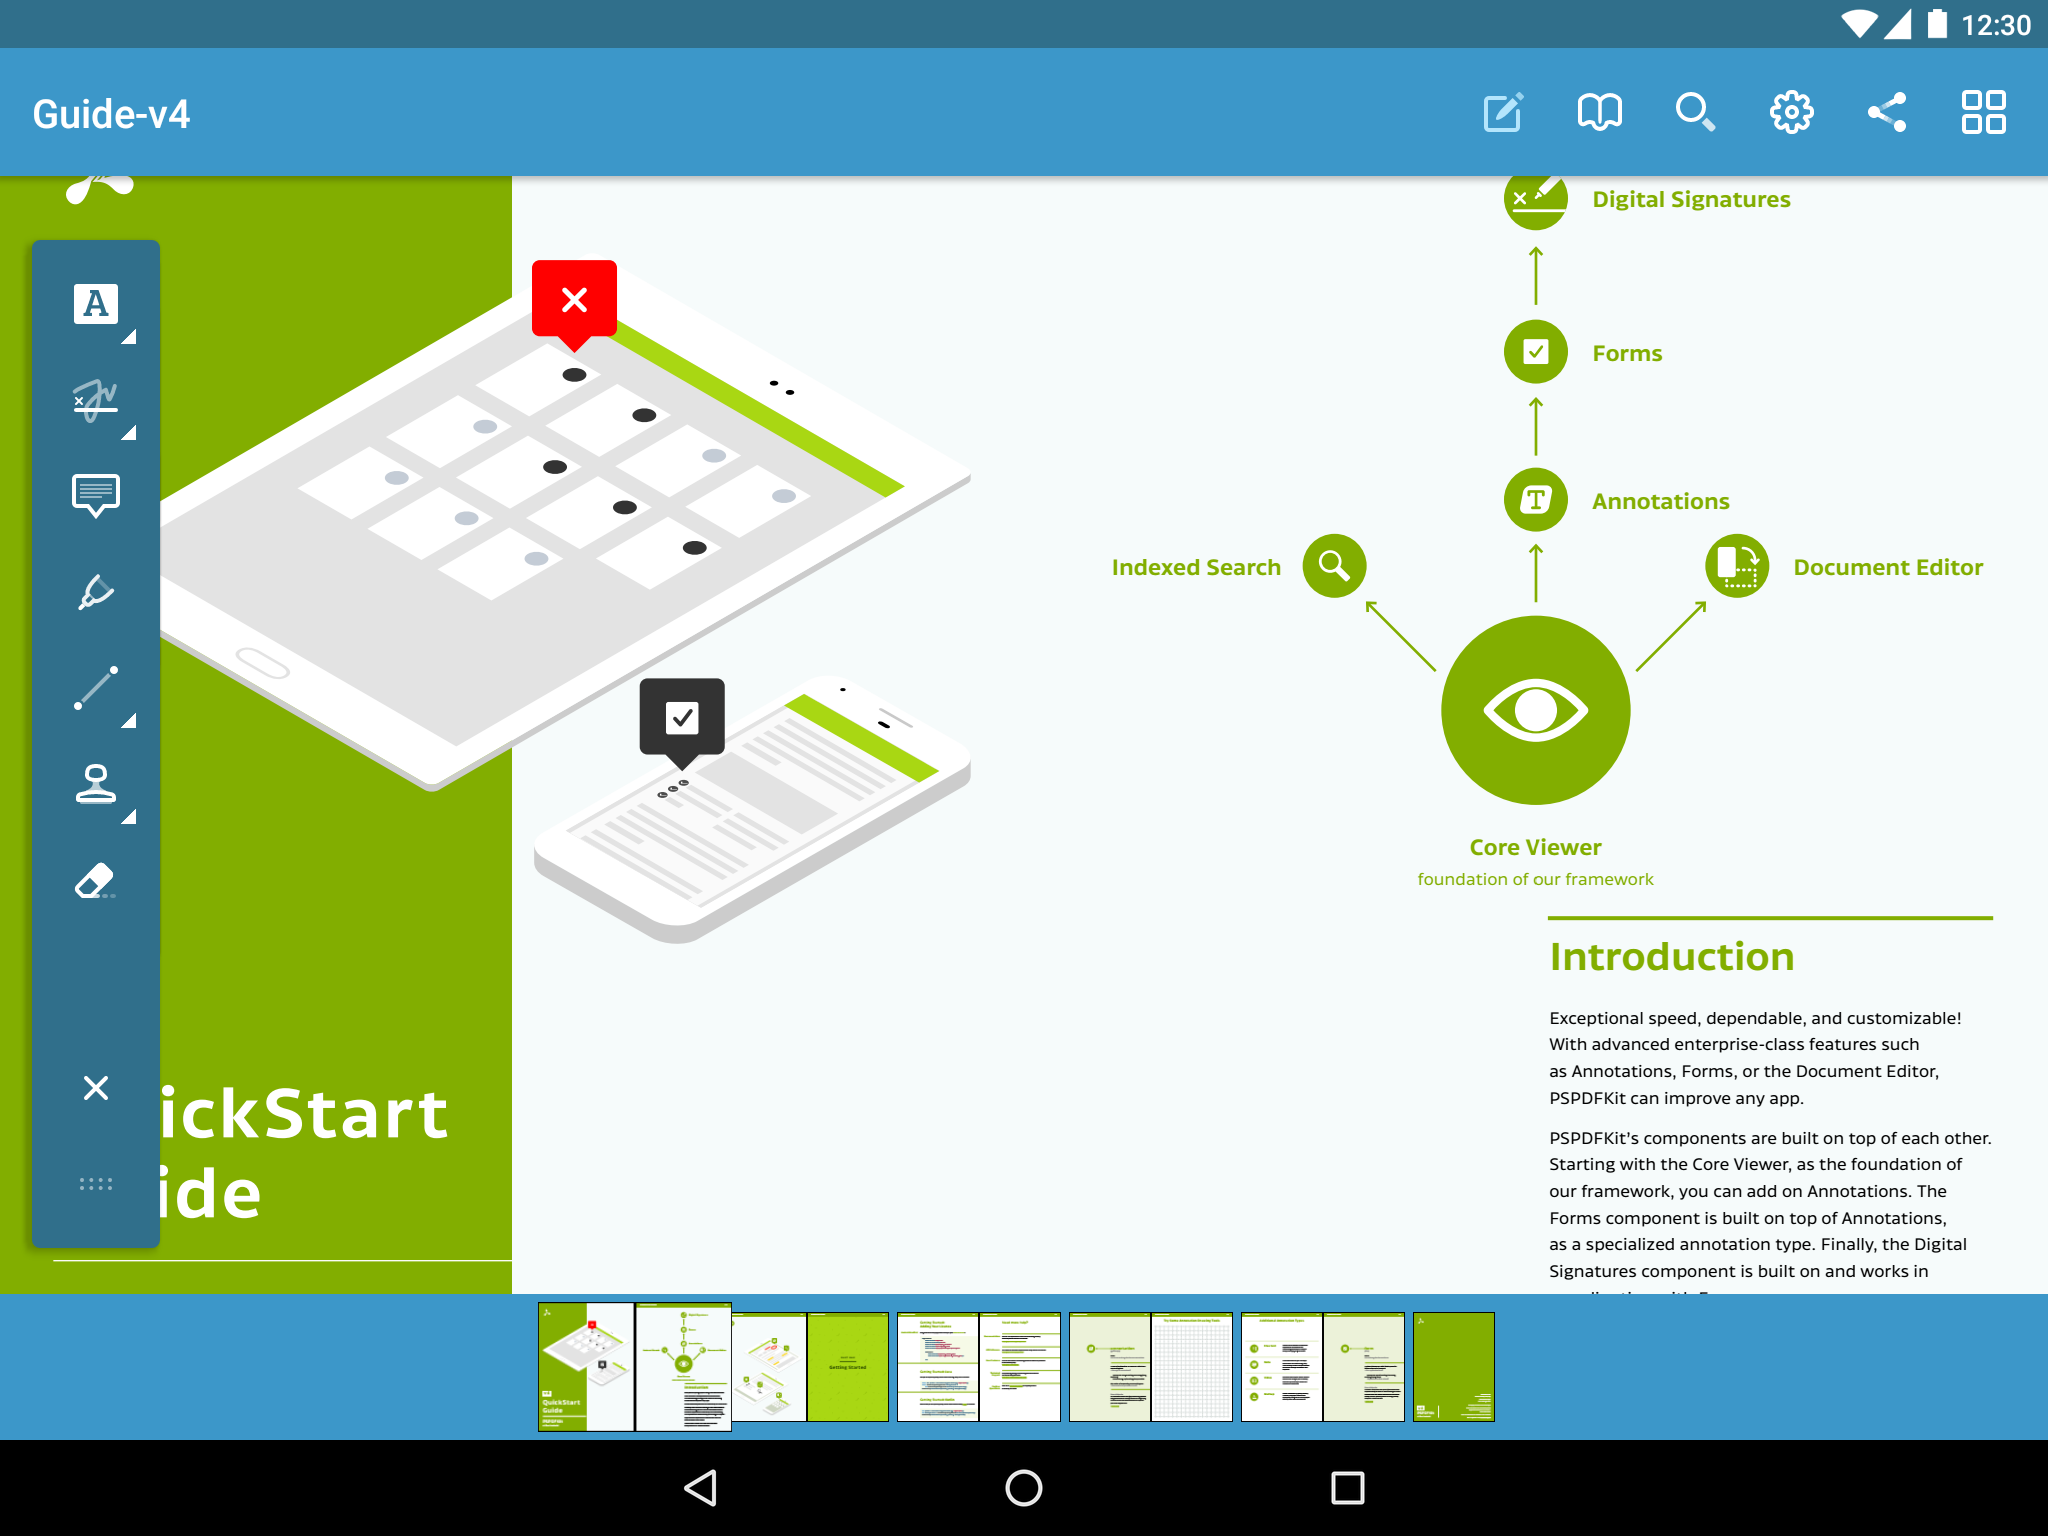 12:30
Guide-v4
Digital Signatures
Forms
Annotations
Indexed Search
Document Editor
Core Viewer
foundation of our framework
Introduction
Exceptional speed, dependable, and customizable!
With advanced enterprise-class features such
as Annotations, Forms, or the Document Editor,
PSPDFKit can improve any app.
PSPDFKit's components are built on top of each other.
Starting with the Core Viewer, as the foundation of
our framework, you can add on Annotations. The
Forms component is built on top of Annotations,
as a specialized annotation type. Finally, the Digital
Signatures component is built on and works in
A
T
ickStart
ide
QuickStart
Guide
Getting Started